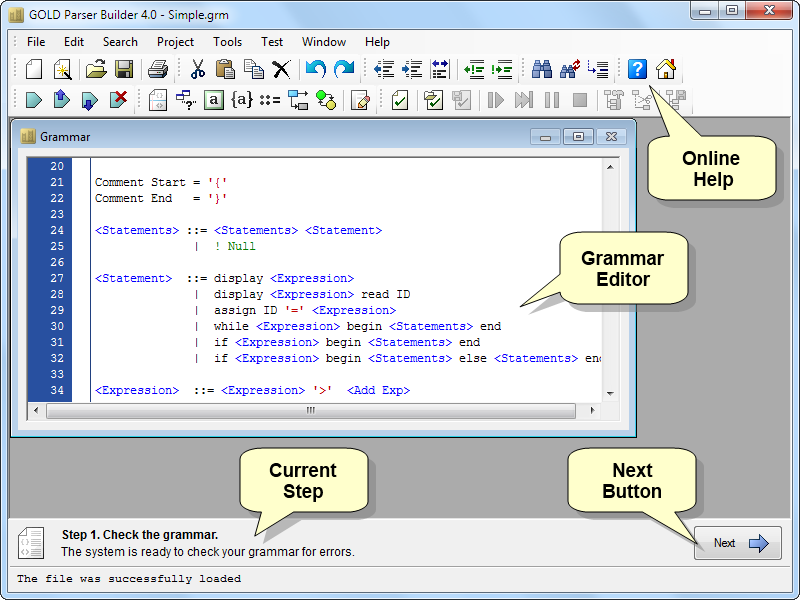 GOLD Parser Builder 4.0 - Simple.grm
File Edit Search Project Tools Test Window Help
Online
Help
Grammar
20
21 Comment Start = '{'
22 Comment End   = '}'
23
24 <Statements> ::= <Statements> <Statement>
25              |  ! Null
26
27 <Statement>  ::= display <Expression>
28              |  display <Expression> read ID
29              |  assign ID '=' <Expression>
30              |  while <Expression> begin <Statements> end
31              |  if <Expression> begin <Statements> end
32              |  if <Expression> begin <Statements> else <Statements> end
33
34 <Expression>  ::= <Expression> '>'  <Add Exp>
Grammar
Editor
Current
Step
Next
Button
Step 1. Check the grammar.
The system is ready to check your grammar for errors.
Next
The file was successfully loaded